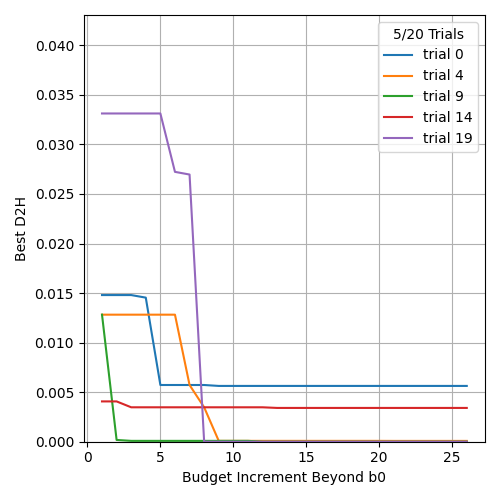 5/20 Trials
trial 0
trial 4
trial 9
trial 14
trial 19
Best D2H
0.040
0.035
0.030
0.025
0.020
0.015
0.010
0.005
0.000
0 5 10 15 20 25
Budget Increment Beyond b0